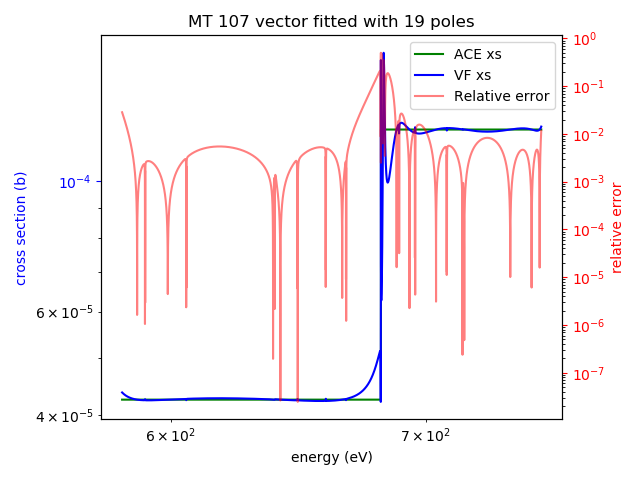 MT 107 vector fitted with 19 poles
ACE xs
VF xs
Relative error
cross section (b)
10⁻⁴
6 × 10⁻⁵
4 × 10⁻⁵
10⁰
10⁻¹
10⁻²
10⁻³
10⁻⁴
10⁻⁵
10⁻⁶
10⁻⁷
relative error
6 × 10²
7 × 10²
energy (eV)